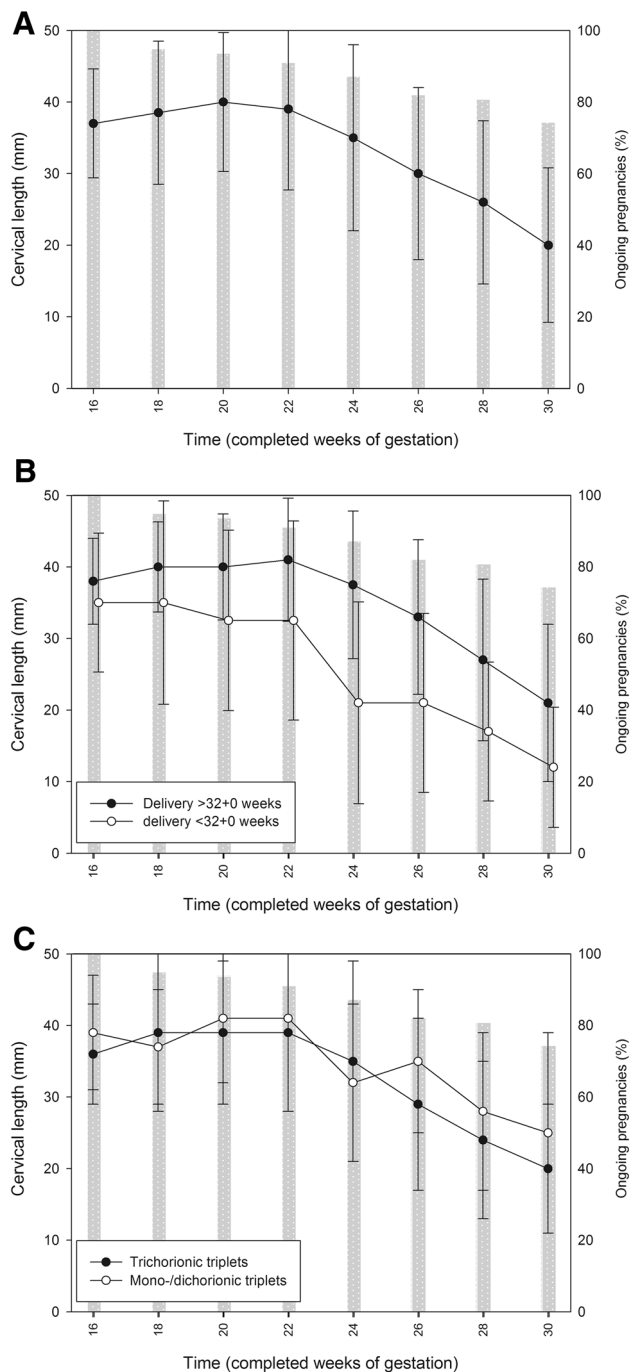 A
50
40
30
20
10
0
Cervical length (mm)
100
80
60
40
20
0
Ongoing pregnancies (%)
16 18 20 22 24 26 28 30
Time (completed weeks of gestation)
B
50
40
30
20
10
0
Cervical length (mm)
100
80
60
40
20
0
Ongoing pregnancies (%)
Delivery >32+0 weeks
delivery <32+0 weeks
16 18 20 22 24 26 28 30
Time (completed weeks of gestation)
C
50
40
30
20
10
0
Cervical length (mm)
100
80
60
40
20
0
Ongoing pregnancies (%)
Trichorionic triplets
Mono-/dichorionic triplets
16 18 20 22 24 26 28 30
Time (completed weeks of gestation)